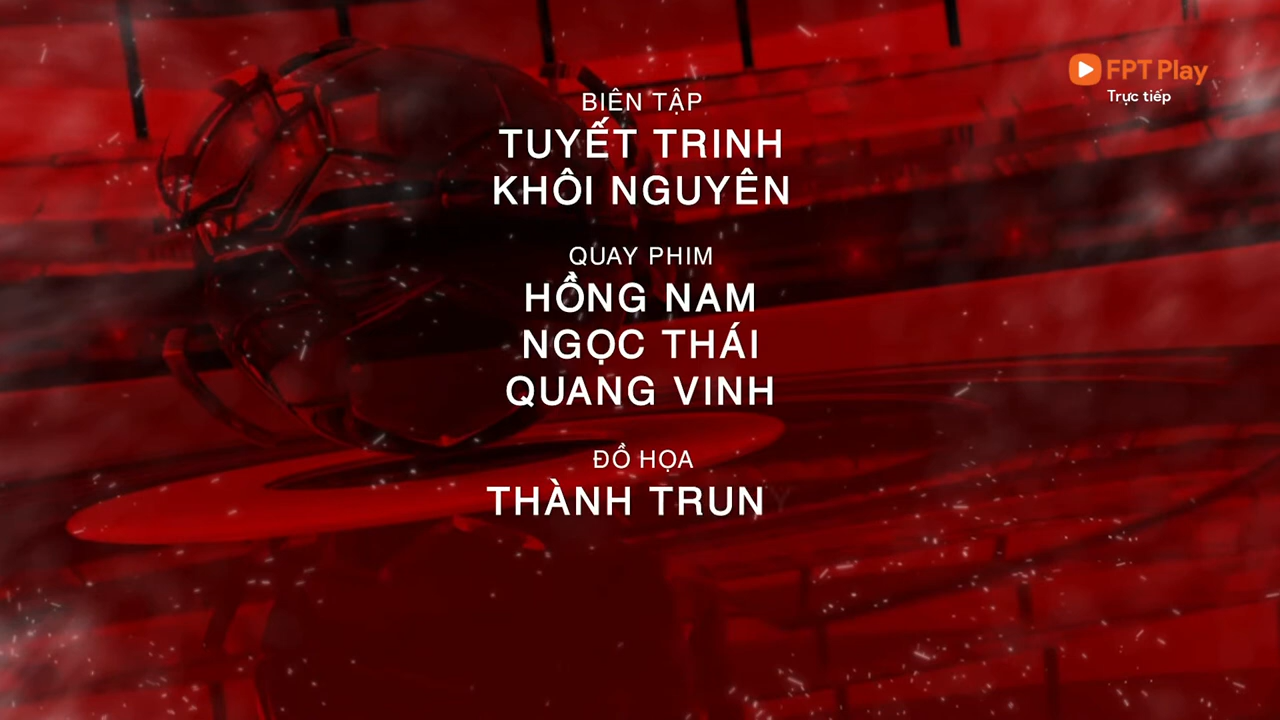 FPT Play
Trực tiếp
BIÊN TẬP
TUYẾT TRINH
KHÔI NGUYÊN
QUAY PHIM
HỒNG NAM
NGỌC THÁI
QUANG VINH
ĐỒ HỌA
THÀNH TRUN